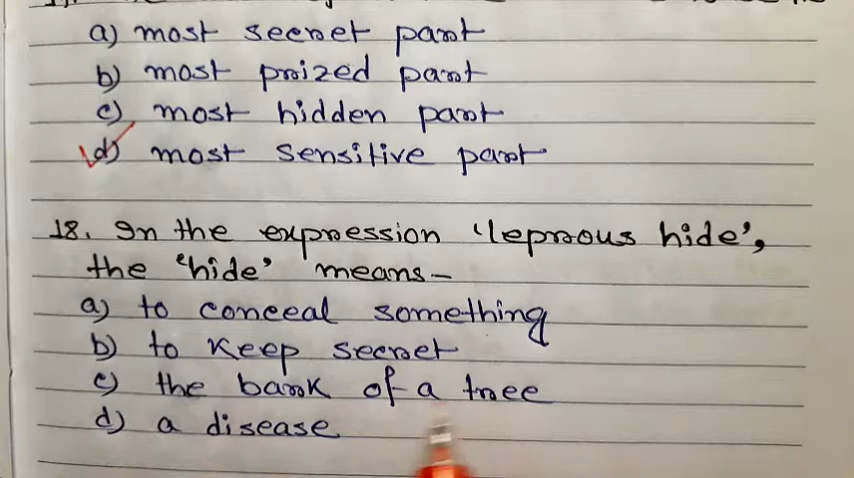 a) most secret part
b) most prized part
c) most hidden part
d) most sensitive part
18. In the expression 'leprous hide',
the 'hide' means-
a) to conceal something
b) to keep secret
c) the bark of a tree
d) a disease